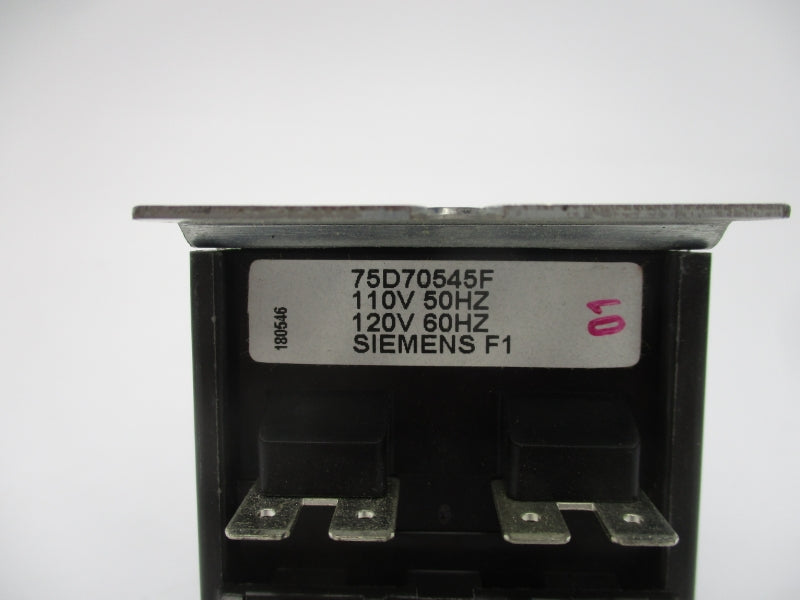 75D70545F
110V 50HZ
120V 60HZ
SIEMENS F1
180546
01